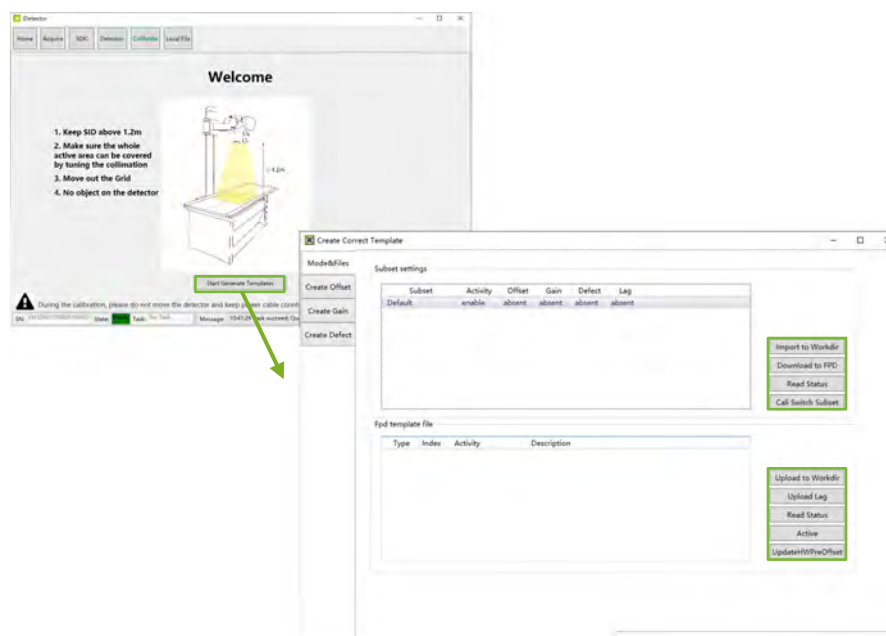 iDetector
Home Acquire SDK Detector Calibrate Local File
Welcome
1. Keep SID above 1.2m
2. Make sure the whole
active area can be covered
by tuning the collimation
3. Move out the Grid
4. No object on the detector
Start Generate Templates
During the calibration, please do not move the detector and keep power cable
SN: State: Task: No Task Message:
Create Correct Template
Mode&Files
Create Offset
Create Gain
Create Defect
Subset settings
Subset Activity Offset Gain Defect Lag
Default enable absent absent absent absent
Import to Workdir
Download to FPD
Read Status
Call Switch Subset
Fpd template file
Type Index Activity Description
Upload to Workdir
Upload Lag
Read Status
Active
UpdateHWPreOffset